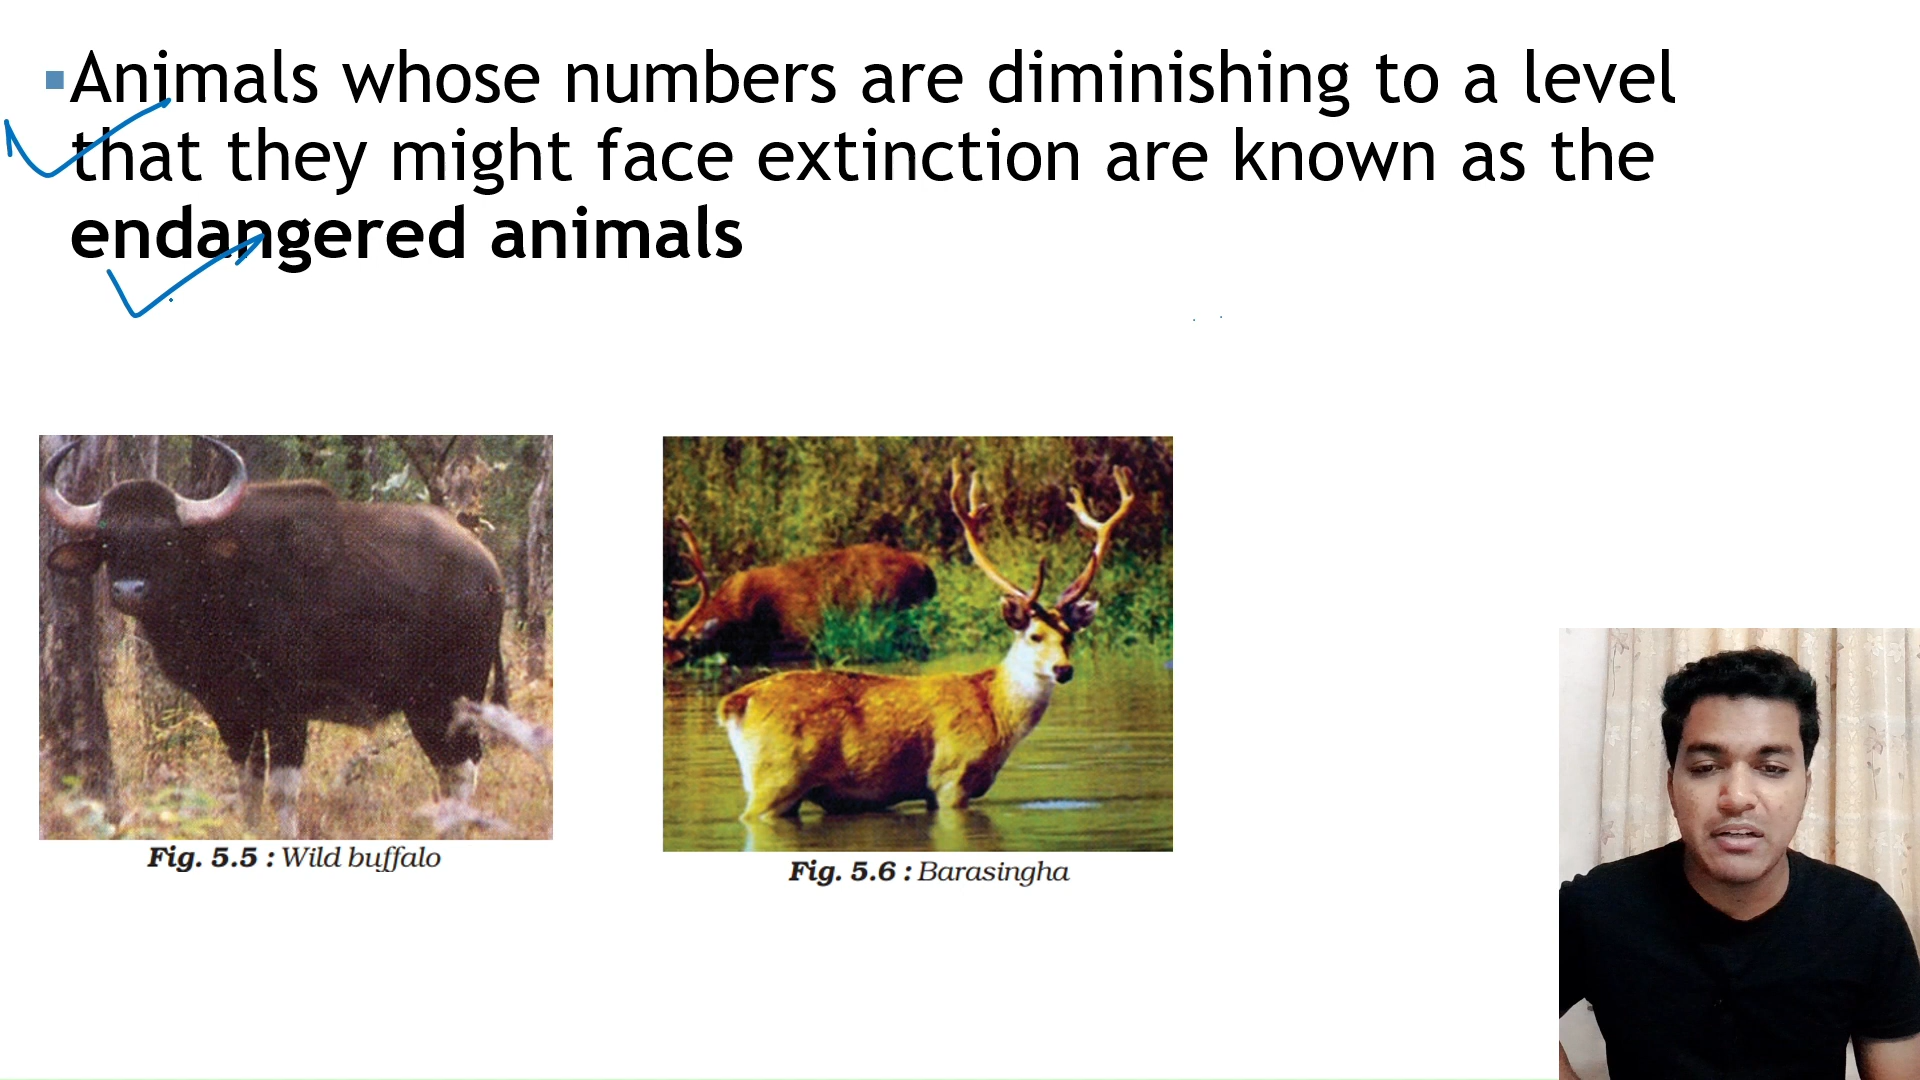 ▪Animals whose numbers are diminishing to a level
that they might face extinction are known as the
endangered animals
Fig. 5.5 : Wild buffalo
Fig. 5.6 : Barasingha